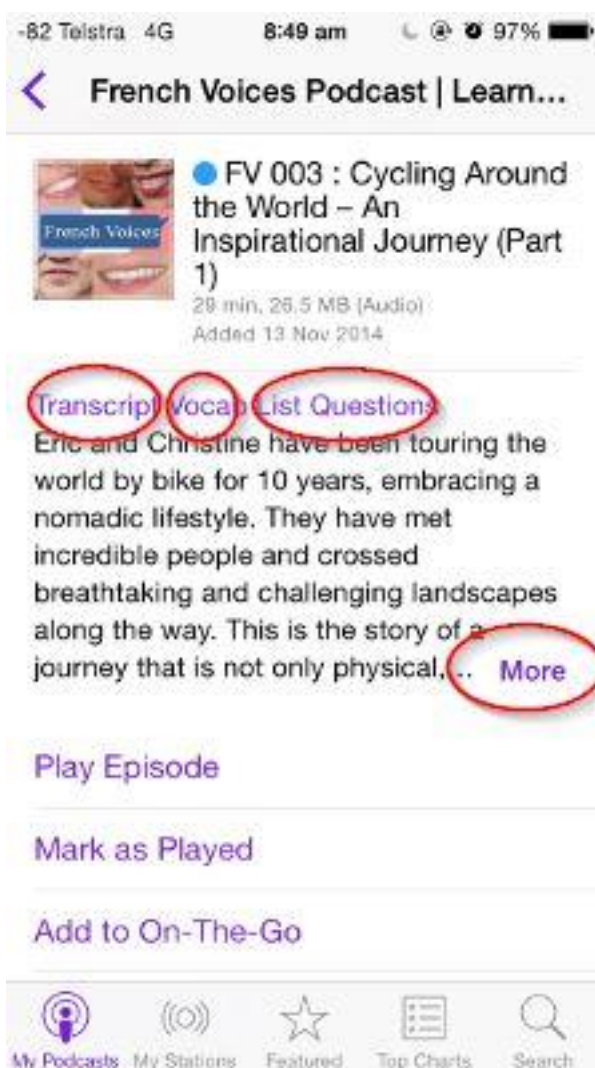 -82 Telstra 4G 8:49 am 97%
French Voices Podcast | Learn...
French Voices
FV 003 : Cycling Around
the World – An
Inspirational Journey (Part
1)
29 min, 26.5 MB (Audio)
Added 13 Nov 2014
Transcript Vocab List Questions
Eric and Christine have been touring the
world by bike for 10 years, embracing a
nomadic lifestyle. They have met
incredible people and crossed
breathtaking and challenging landscapes
along the way. This is the story of a
journey that is not only physical,... More
Play Episode
Mark as Played
Add to On-The-Go
My Podcasts My Stations Featured Top Charts Search